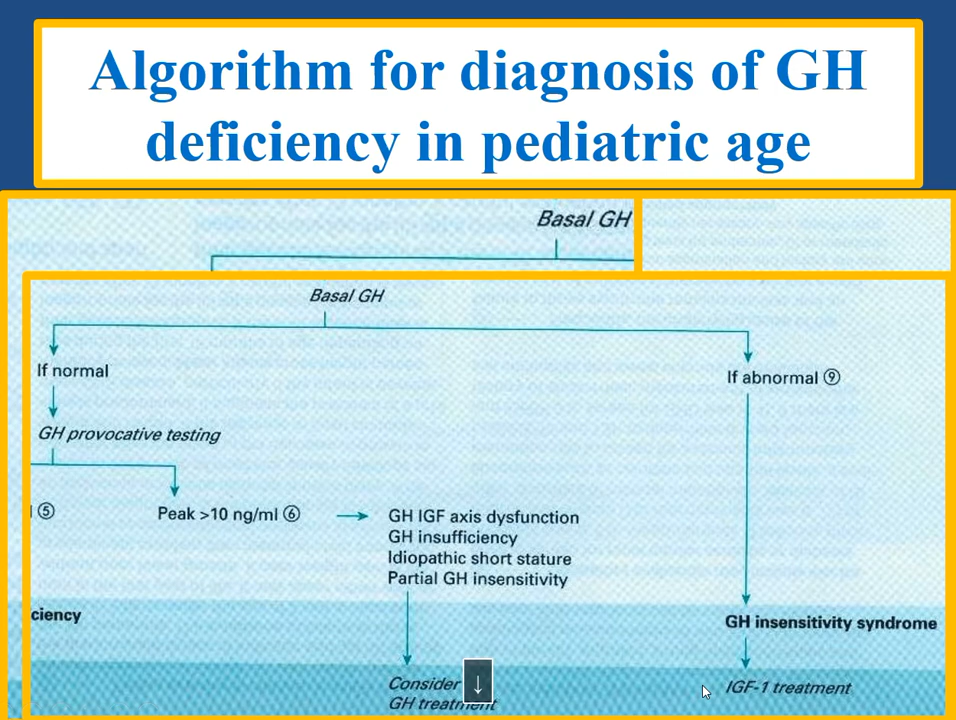 Algorithm for diagnosis of GH
deficiency in pediatric age
Basal GH
Basal GH
If normal
If abnormal ⑨
GH provocative testing
l ⑤
Peak >10 ng/ml ⑥
GH IGF axis dysfunction
GH insufficiency
Idiopathic short stature
Partial GH insensitivity
ciency
GH insensitivity syndrome
Consider
GH treatment
IGF-1 treatment